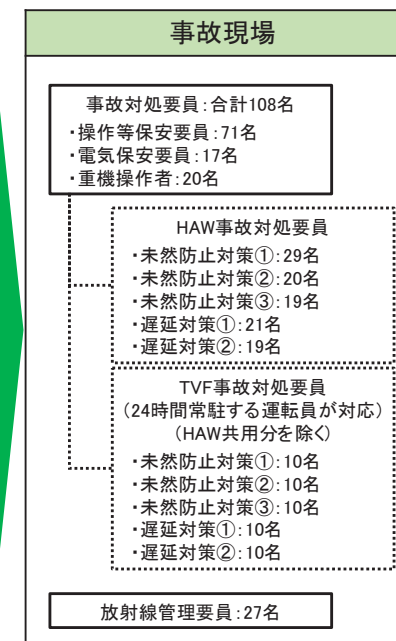 事故現場
事故対処要員:合計108名
・操作等保安要員:71名
・電気保安要員:17名
・重機操作者:20名
HAW事故対処要員
・未然防止対策①:29名
・未然防止対策②:20名
・未然防止対策③:19名
・遅延対策①:21名
・遅延対策②:19名
TVF事故対処要員
(24時間常駐する運転員が対応)
(HAW共用分を除く)
・未然防止対策①:10名
・未然防止対策②:10名
・未然防止対策③:10名
・遅延対策①:10名
・遅延対策②:10名
放射線管理要員:27名